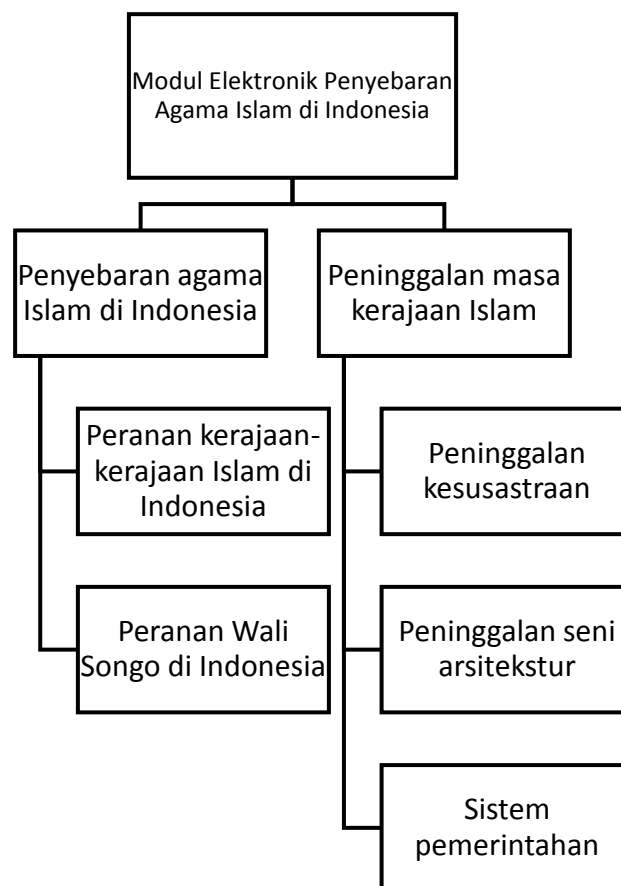 Modul Elektronik Penyebaran
Agama Islam di Indonesia
Penyebaran agama
Islam di Indonesia
Peranan kerajaan-
kerajaan Islam di
Indonesia
Peranan Wali
Songo di Indonesia
Peninggalan masa
kerajaan Islam
Peninggalan
kesusastraan
Peninggalan seni
arsitekstur
Sistem
pemerintahan